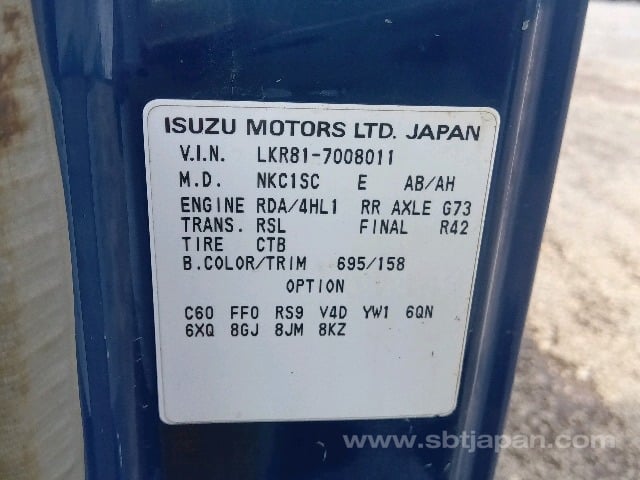 ISUZU MOTORS LTD. JAPAN
V.I.N. LKR81-7008011
M.D. NKC1SC E AB/AH
ENGINE RDA/4HL1 RR AXLE G73
TRANS. RSL FINAL R42
TIRE CTB
B.COLOR/TRIM 695/158
OPTION
C60 FF0 RS9 V4D YW1 6QN
6XQ 8GJ 8JM 8KZ
www.sbtjapan.com